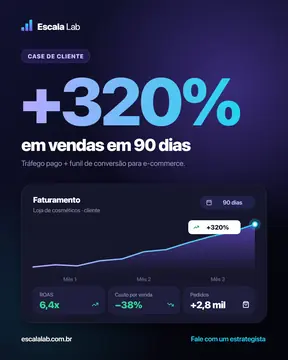 Escala Lab
CASE DE CLIENTE
+320%
em vendas em 90 dias
Tráfego pago + funil de conversão para e-commerce.
Faturamento
Loja de cosméticos · cliente
90 dias
+320%
Mês 1 Mês 2 Mês 3
ROAS
6,4x
Custo por venda
−38%
Pedidos
+2,8 mil
escalalab.com.br
Fale com um estrategista